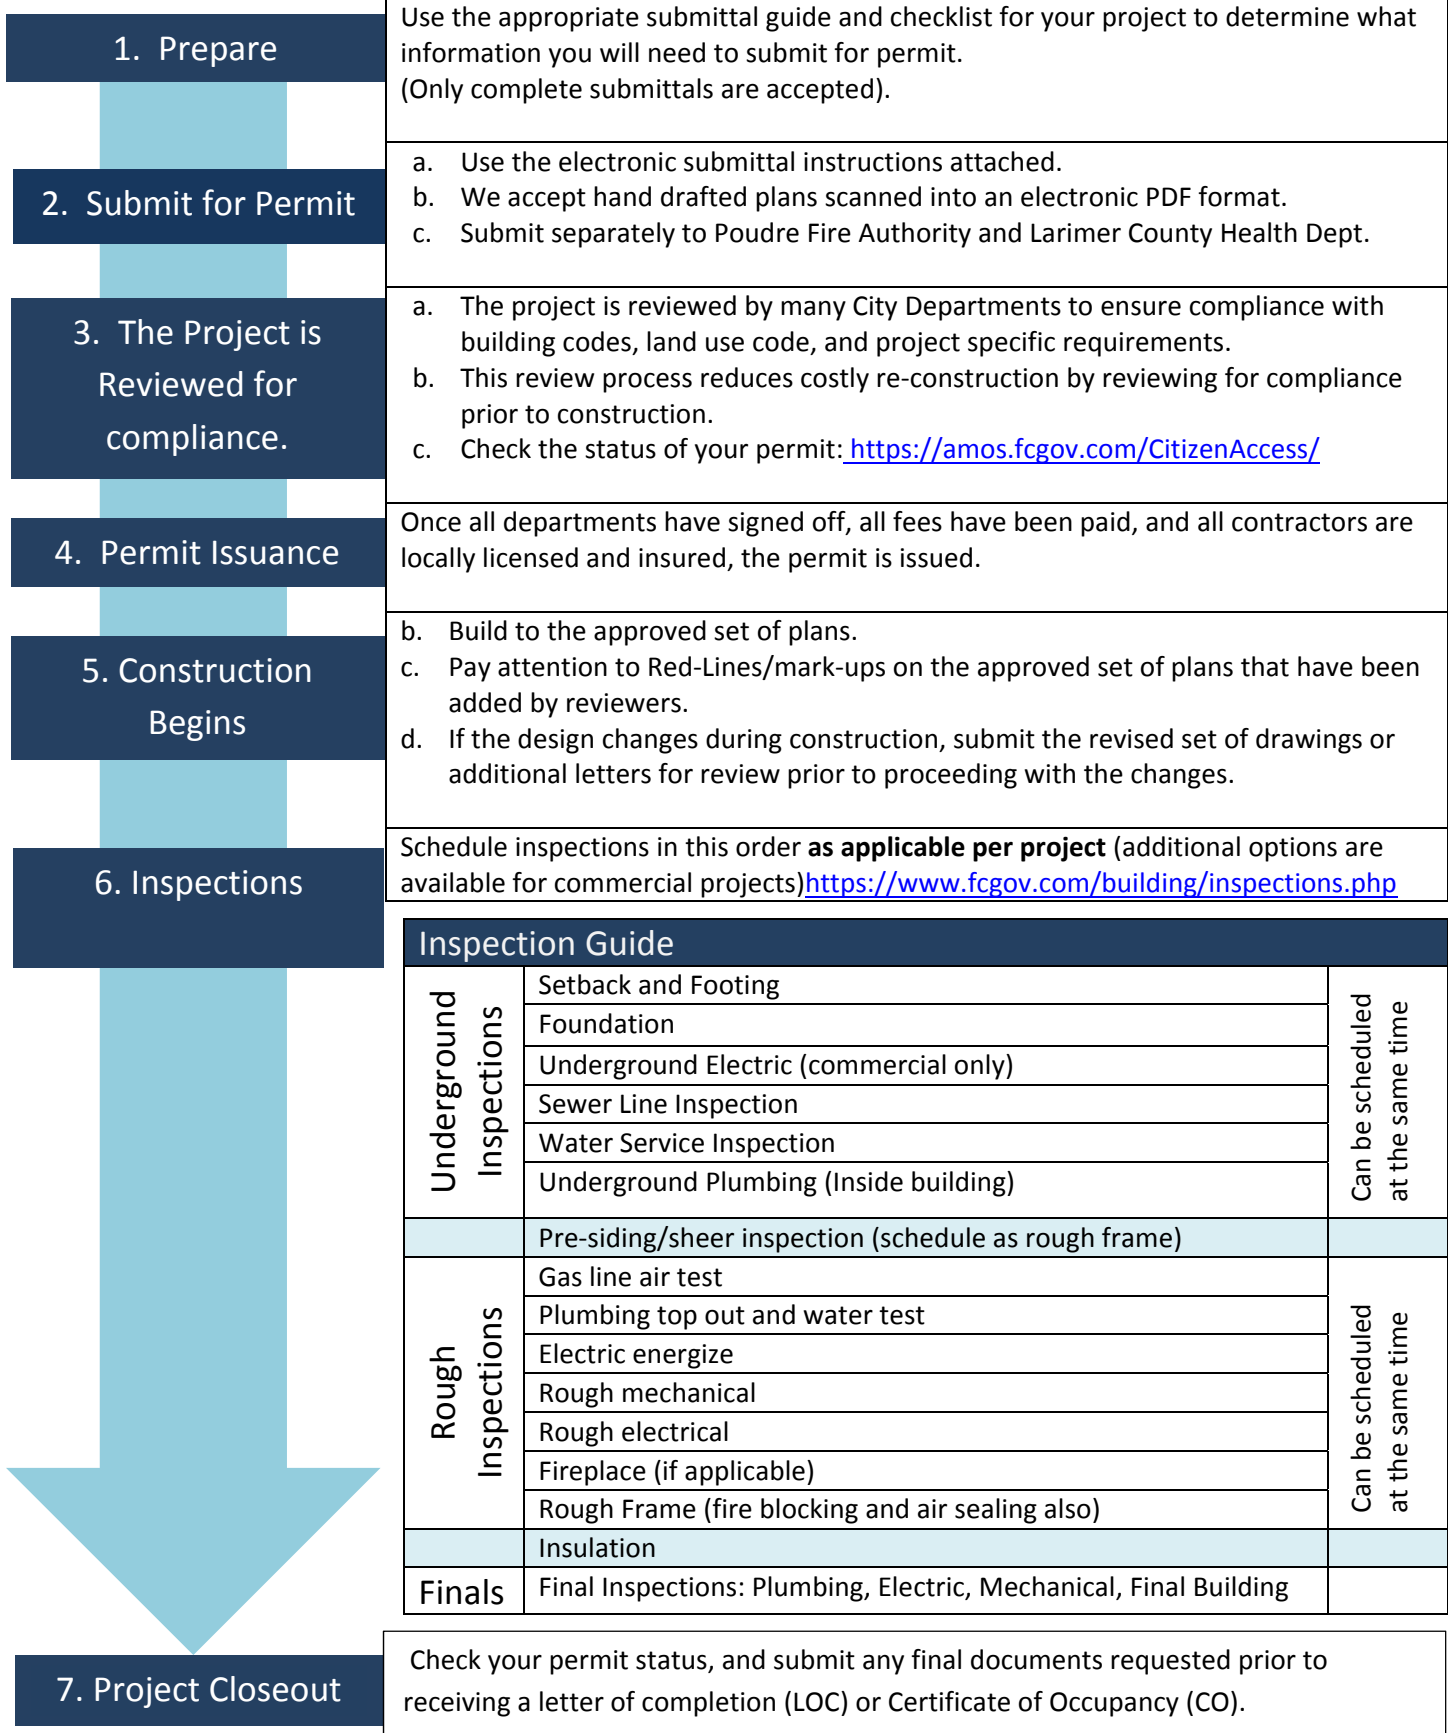 1. Prepare
Use the appropriate submittal guide and checklist for your project to determine what
information you will need to submit for permit.
(Only complete submittals are accepted).
2. Submit for Permit
a. Use the electronic submittal instructions attached.
b. We accept hand drafted plans scanned into an electronic PDF format.
c. Submit separately to Poudre Fire Authority and Larimer County Health Dept.
3. The Project is
Reviewed for
compliance.
a. The project is reviewed by many City Departments to ensure compliance with
building codes, land use code, and project specific requirements.
b. This review process reduces costly re-construction by reviewing for compliance
prior to construction.
c. Check the status of your permit: https://amos.fcgov.com/CitizenAccess/
4. Permit Issuance
Once all departments have signed off, all fees have been paid, and all contractors are
locally licensed and insured, the permit is issued.
5. Construction
Begins
b. Build to the approved set of plans.
c. Pay attention to Red-Lines/mark-ups on the approved set of plans that have been
added by reviewers.
d. If the design changes during construction, submit the revised set of drawings or
additional letters for review prior to proceeding with the changes.
6. Inspections
Schedule inspections in this order as applicable per project (additional options are
available for commercial projects)https://www.fcgov.com/building/inspections.php
Inspection Guide
Underground
Inspections
Setback and Footing
Foundation
Underground Electric (commercial only)
Sewer Line Inspection
Water Service Inspection
Underground Plumbing (Inside building)
Can be scheduled
at the same time
Pre-siding/sheer inspection (schedule as rough frame)
Rough
Inspections
Gas line air test
Plumbing top out and water test
Electric energize
Rough mechanical
Rough electrical
Fireplace (if applicable)
Rough Frame (fire blocking and air sealing also)
Can be scheduled
at the same time
Insulation
Finals
Final Inspections: Plumbing, Electric, Mechanical, Final Building
7. Project Closeout
Check your permit status, and submit any final documents requested prior to
receiving a letter of completion (LOC) or Certificate of Occupancy (CO).